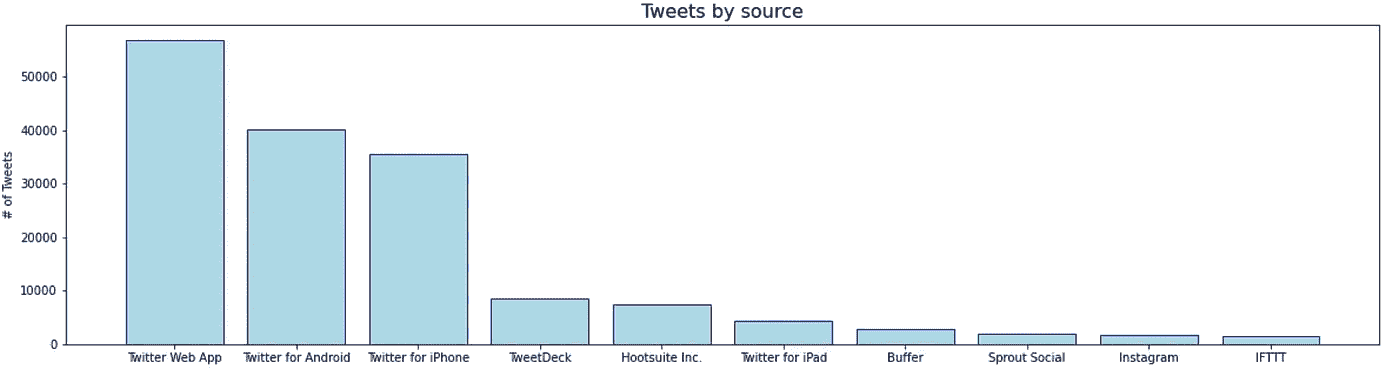 Tweets by source
# of Tweets
50000
40000
30000
20000
10000
0
Twitter Web App Twitter for Android Twitter for iPhone TweetDeck Hootsuite Inc. Twitter for iPad Buffer Sprout Social Instagram IFTTT